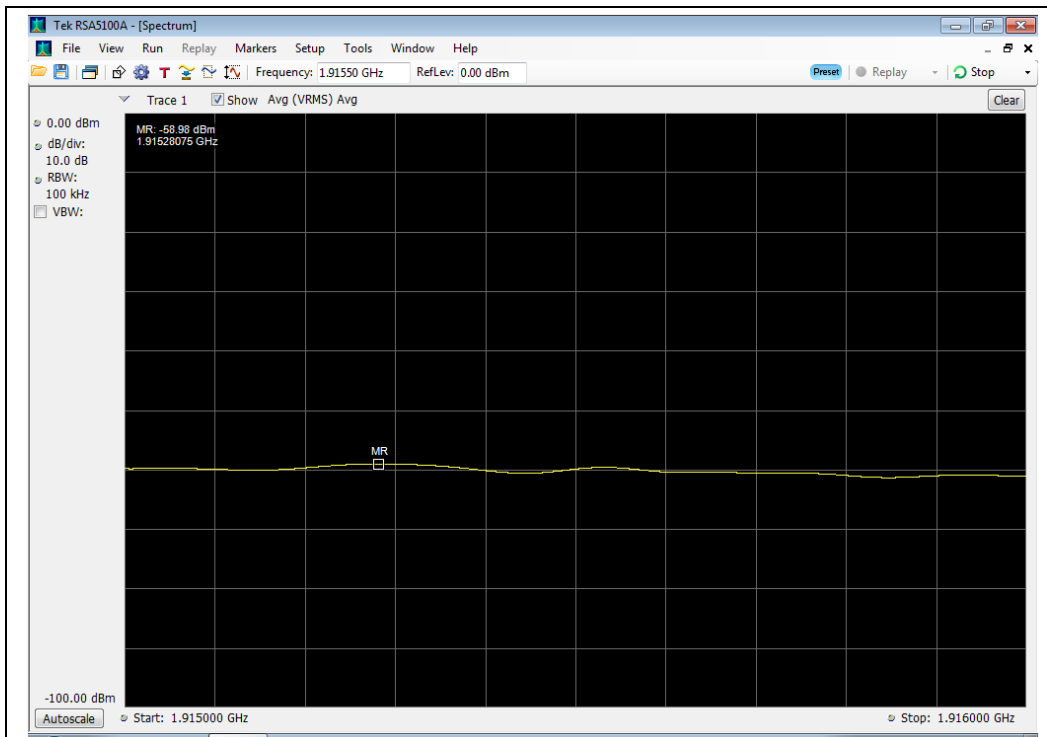 Tek RSA5100A - [Spectrum]
File View Run Replay Markers Setup Tools Window Help
T Frequency: 1.91550 GHz RefLev: 0.00 dBm Preset Replay Stop
Trace 1 Show Avg (VRMS) Avg Clear
0.00 dBm
dB/div:
10.0 dB
RBW:
100 kHz
VBW:
MR: -58.98 dBm
1.91528075 GHz
MR
-100.00 dBm
Autoscale Start: 1.915000 GHz Stop: 1.916000 GHz